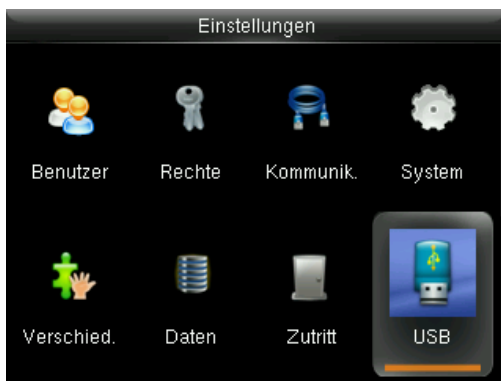 Einstellungen
Benutzer Rechte Kommunik. System
Verschied. Daten Zutritt USB